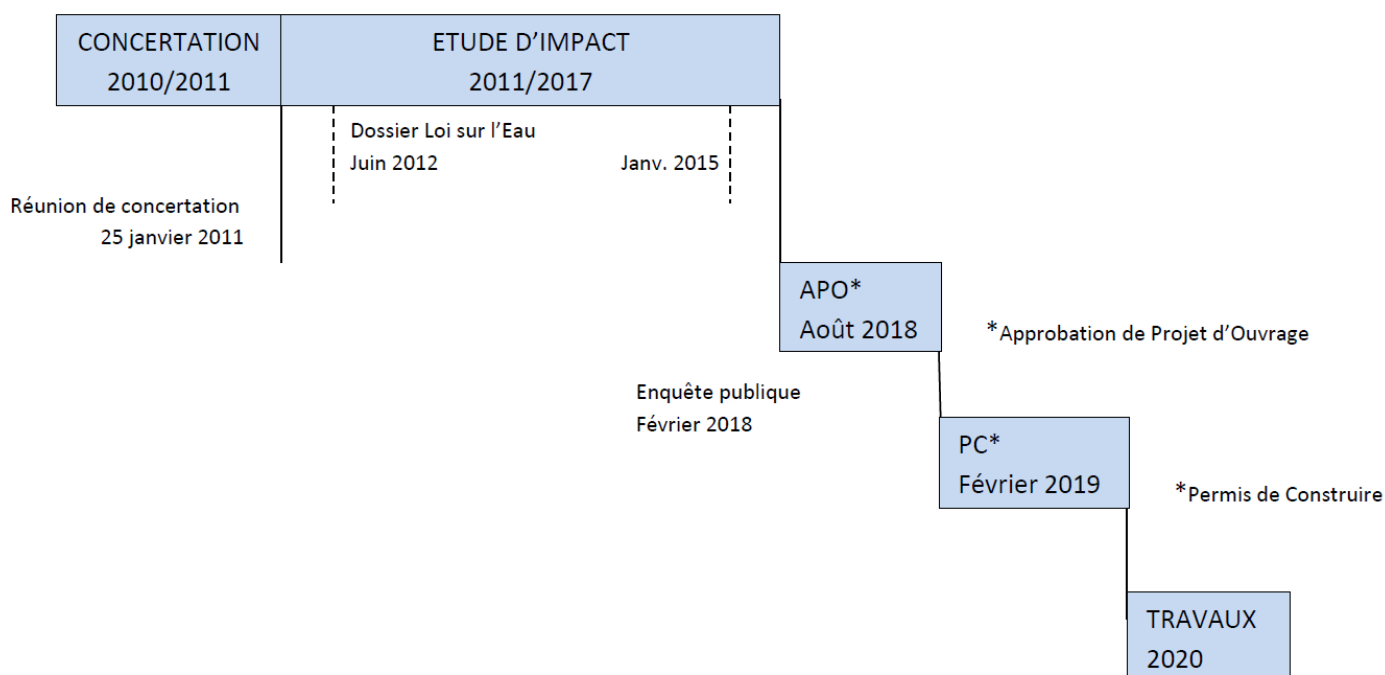 CONCERTATION
2010/2011
ETUDE D’IMPACT
2011/2017
Dossier Loi sur l’Eau
Juin 2012
Janv. 2015
Réunion de concertation
25 janvier 2011
APO*
Août 2018
*Approbation de Projet d’Ouvrage
Enquête publique
Février 2018
PC*
Février 2019
*Permis de Construire
TRAVAUX
2020